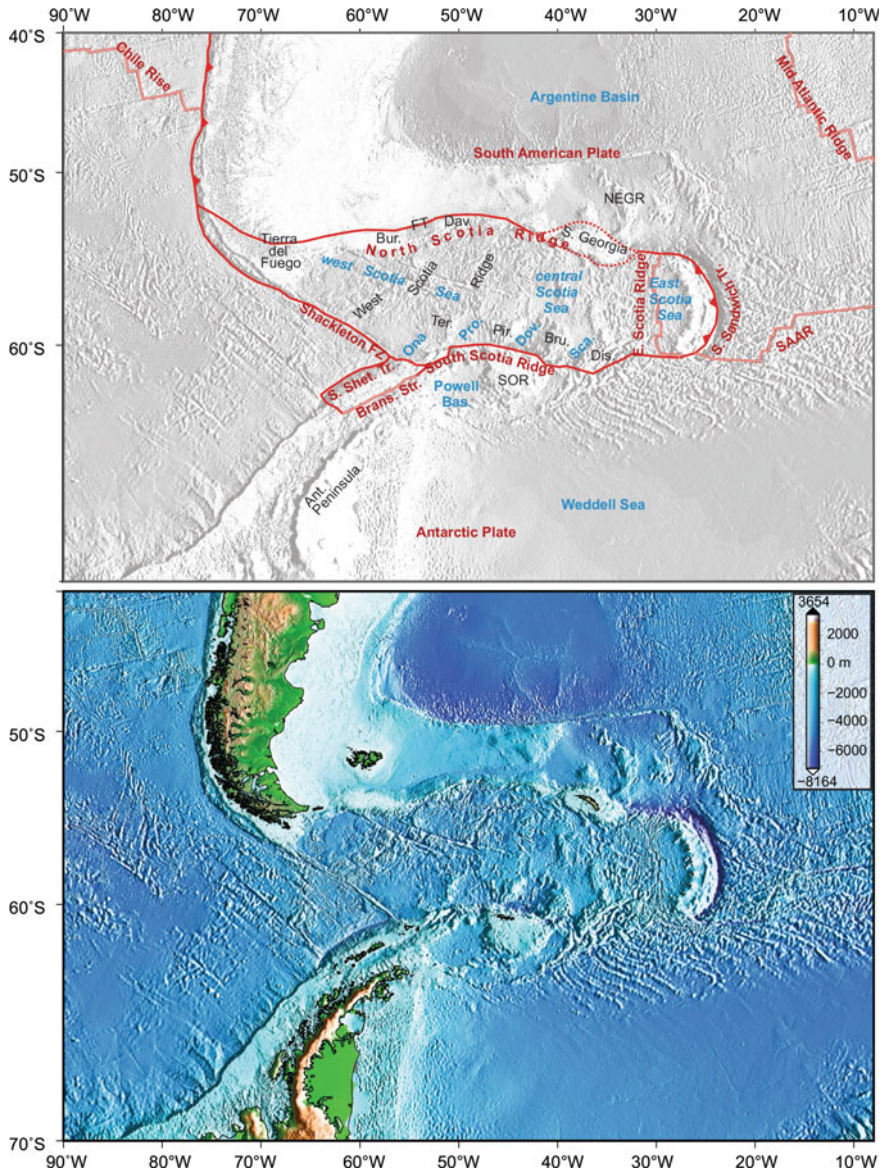 90°W 80°W 70°W 60°W 50°W 40°W 30°W 20°W 10°W
40°S
50°S
60°S
Chile Rise
Argentine Basin
Mid Atlantic Ridge
South American Plate
NEGR
Tierra
del
Fuego
Bur.
FT
Dav.
North Scotia Ridge
S. Georgia
west Scotia Sea
West Scotia Ridge
central
Scotia
Sea
E. Scotia Ridge
East
Scotia
Sea
S. Sandwich Tr.
Shackleton FZ
Ona
Ter.
Pro.
Pir.
Dov.
Bru.
Sca.
Dis.
SAAR
S. Shet. Tr.
Brans. Str.
South Scotia Ridge
Powell
Bas.
SOR
Ant.
Peninsula
Weddell Sea
Antarctic Plate
3654
2000
0 m
−2000
−4000
−6000
−8164
50°S
60°S
70°S
90°W 80°W 70°W 60°W 50°W 40°W 30°W 20°W 10°W